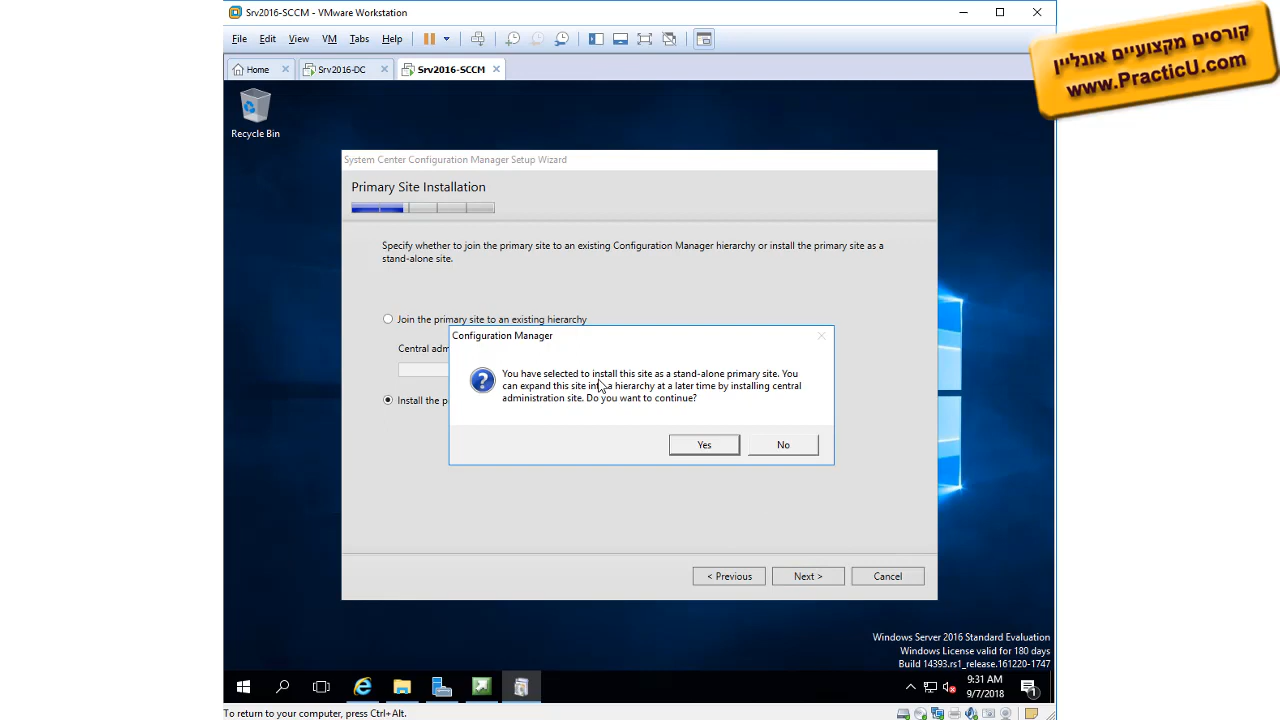 Srv2016-SCCM - VMware Workstation
File Edit View VM Tabs Help
Home Srv2016-DC Srv2016-SCCM
קורסים מקצועיים אונליין
www.PracticU.com
Recycle Bin
System Center Configuration Manager Setup Wizard
Primary Site Installation
Specify whether to join the primary site to an existing Configuration Manager hierarchy or install the primary site as a
stand-alone site.
Join the primary site to an existing hierarchy
Central adm
Install the p
Configuration Manager
You have selected to install this site as a stand-alone primary site. You
can expand this site into a hierarchy at a later time by installing central
administration site. Do you want to continue?
Yes No
< Previous Next > Cancel
Windows Server 2016 Standard Evaluation
Windows License valid for 180 days
Build 14393.rs1_release.161220-1747
9:31 AM
9/7/2018
1
To return to your computer, press Ctrl+Alt.